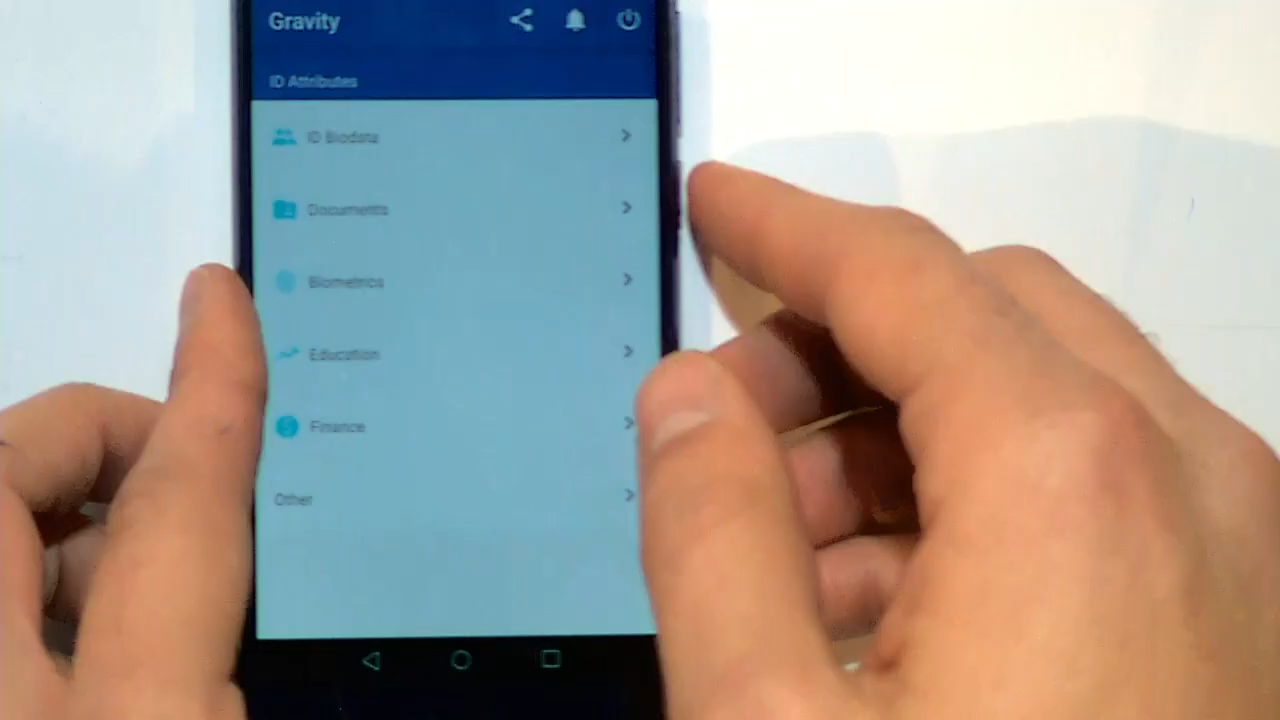 Gravity
ID Attributes
ID Biodata
Documents
Biometrics
Education
Finance
Other